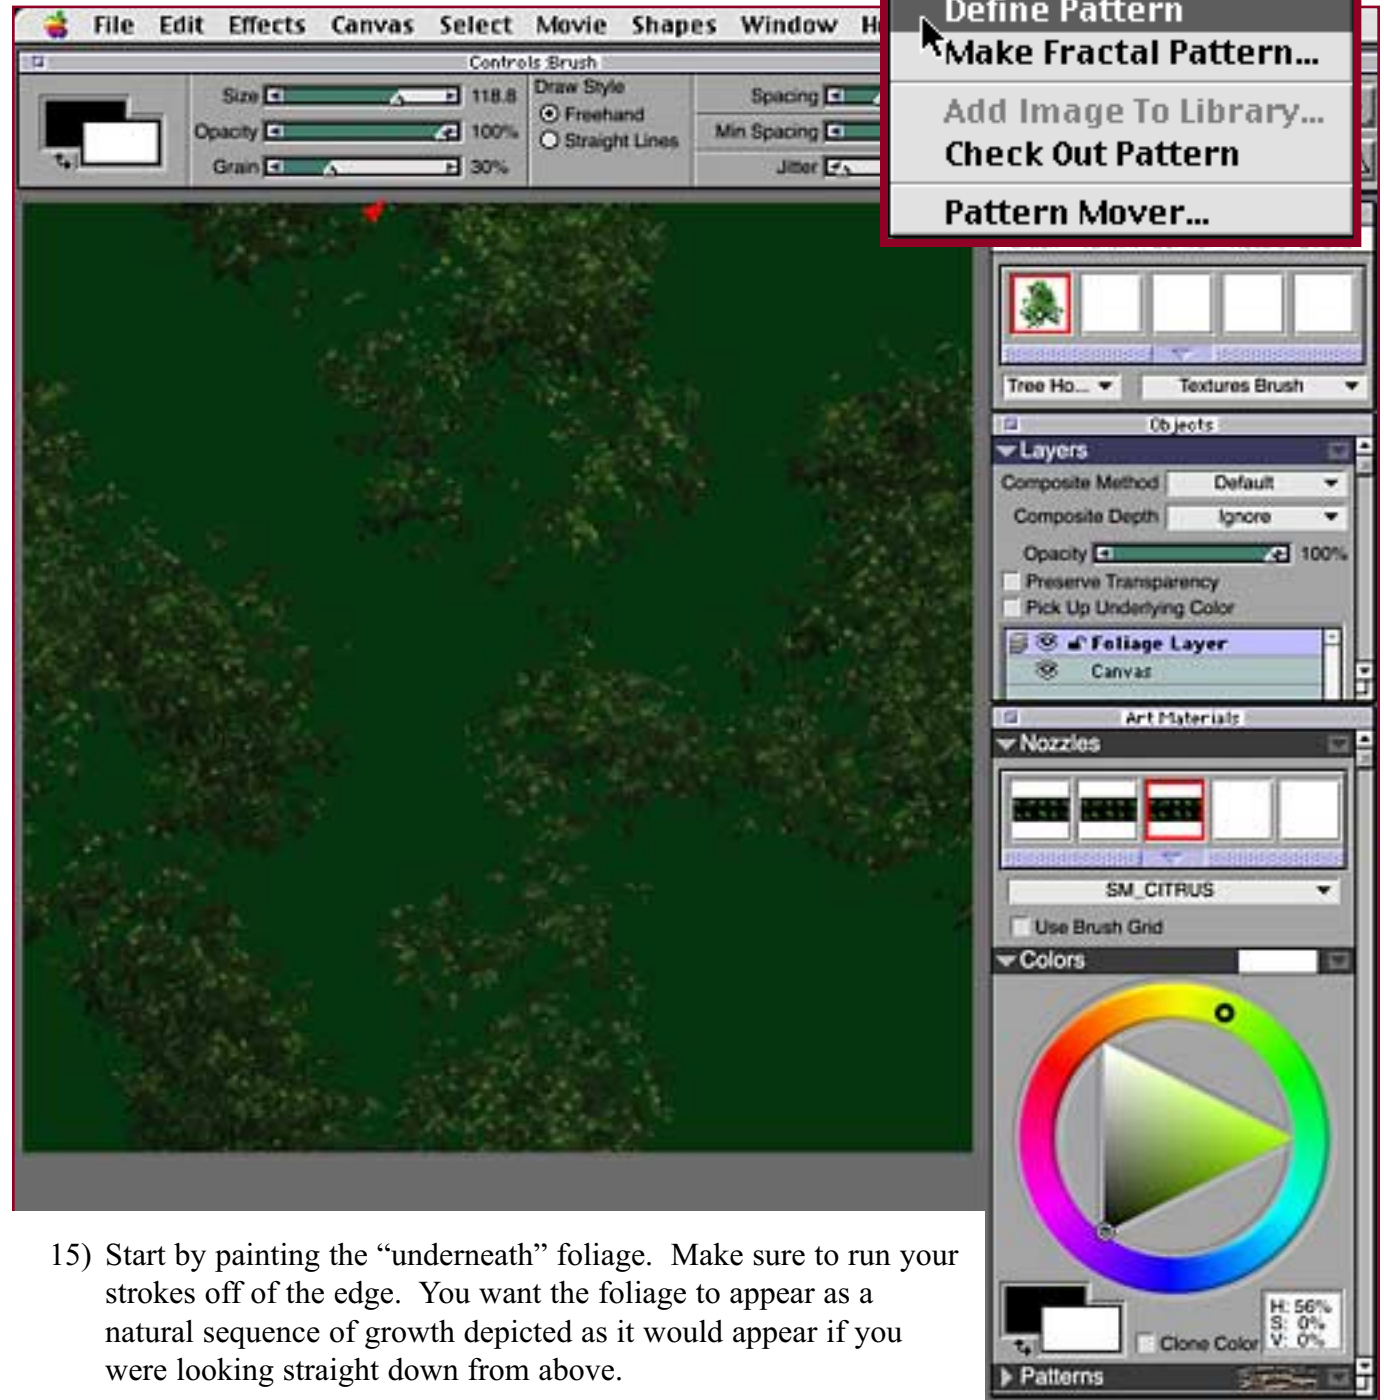 File Edit Effects Canvas Select Movie Shapes Window
Define Pattern
Make Fractal Pattern...
Add Image To Library...
Check Out Pattern
Pattern Mover...
Controls:Brush
Size 118.8
Opacity 100%
Grain 30%
Draw Style
Freehand
Straight Lines
Spacing
Min Spacing
Jitter
Tree Ho... Textures Brush
Objects
Layers
Composite Method Default
Composite Depth Ignore
Opacity 100%
Preserve Transparency
Pick Up Underlying Color
Foliage Layer
Canvas
Art Materials
Nozzles
SM_CITRUS
Use Brush Grid
Colors
H: 56%
S: 0%
V: 0%
Clone Color
Patterns
15) Start by painting the “underneath” foliage. Make sure to run your
strokes off of the edge. You want the foliage to appear as a
natural sequence of growth depicted as it would appear if you
were looking straight down from above.